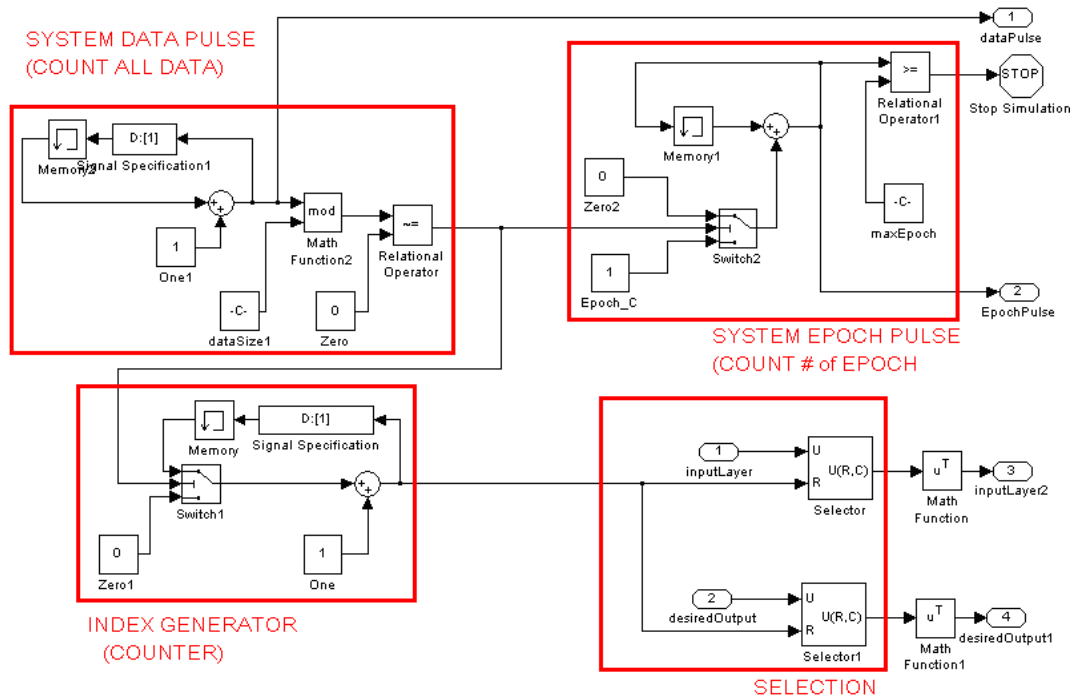 SYSTEM DATA PULSE
(COUNT ALL DATA)
1
dataPulse
STOP
Stop Simulation
>=
Relational
Operator1
D:[1]
Memory2
Signal Specification1
Memory1
++
-C-
maxEpoch
0
Zero2
++
mod
Math
Function2
~=
Relational
Operator
1
One1
Switch2
1
Epoch_C
2
EpochPulse
-C-
dataSize1
0
Zero
SYSTEM EPOCH PULSE
(COUNT # of EPOCH
D:[1]
Memory
Signal Specification
Switch1
++
0
Zero1
1
One
INDEX GENERATOR
(COUNTER)
1
inputLayer
U
R
U(R,C)
Selector
uT
Math
Function
3
inputLayer2
2
desiredOutput
U
R
U(R,C)
Selector1
uT
Math
Function1
4
desiredOutput1
SELECTION